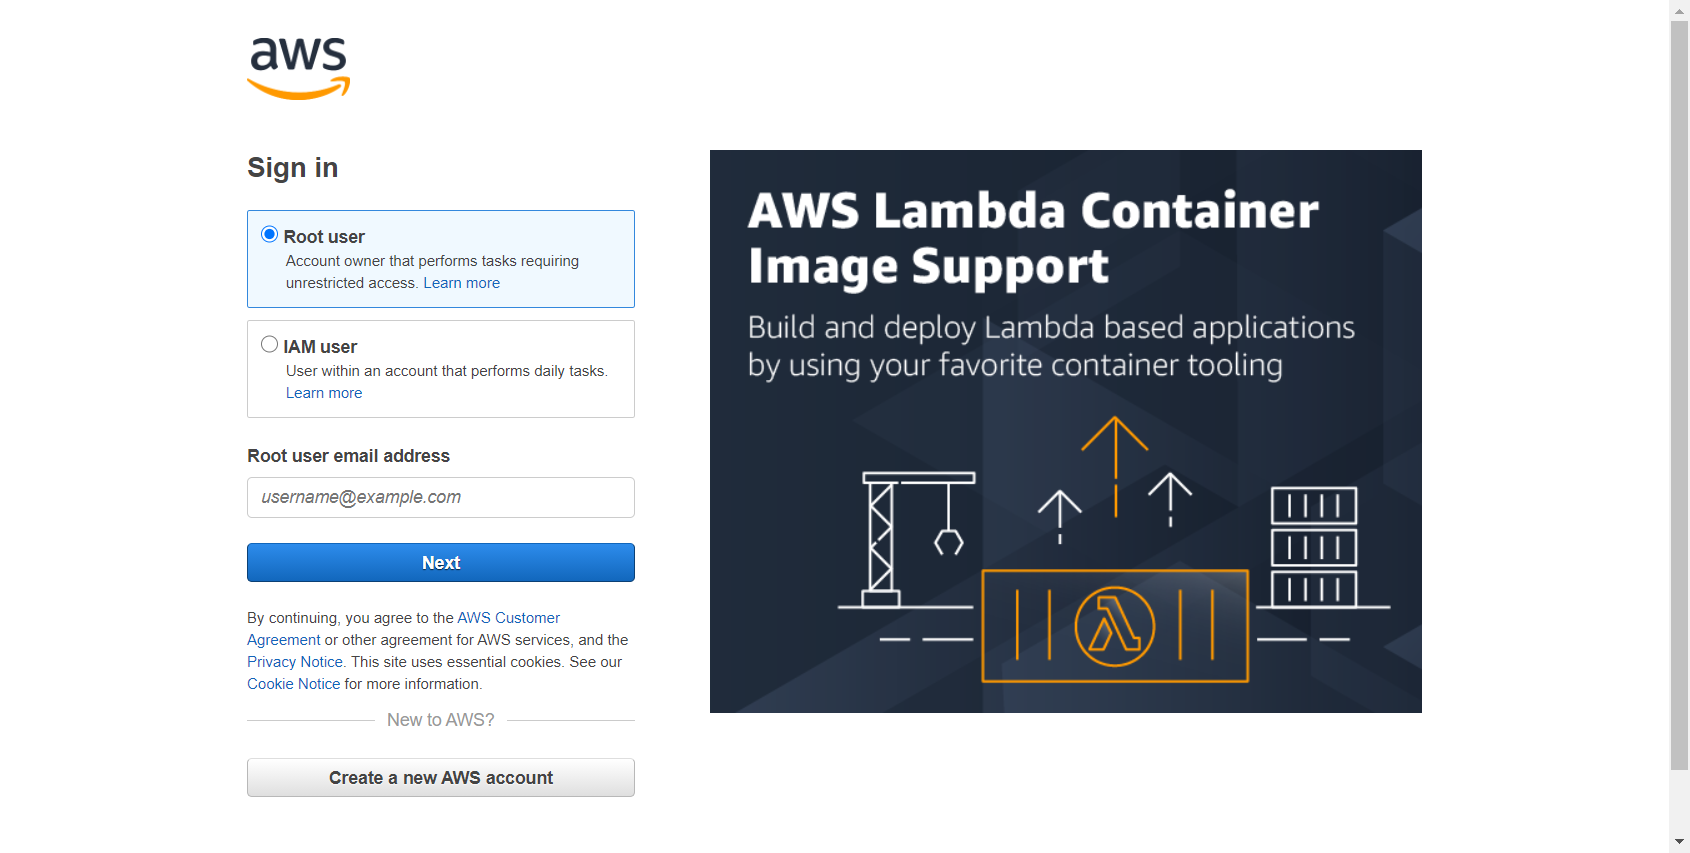 aws
Sign in
Root user
Account owner that performs tasks requiring
unrestricted access. Learn more
IAM user
User within an account that performs daily tasks.
Learn more
Root user email address
username@example.com
Next
By continuing, you agree to the AWS Customer
Agreement or other agreement for AWS services, and the
Privacy Notice. This site uses essential cookies. See our
Cookie Notice for more information.
New to AWS?
Create a new AWS account
AWS Lambda Container
Image Support
Build and deploy Lambda based applications
by using your favorite container tooling